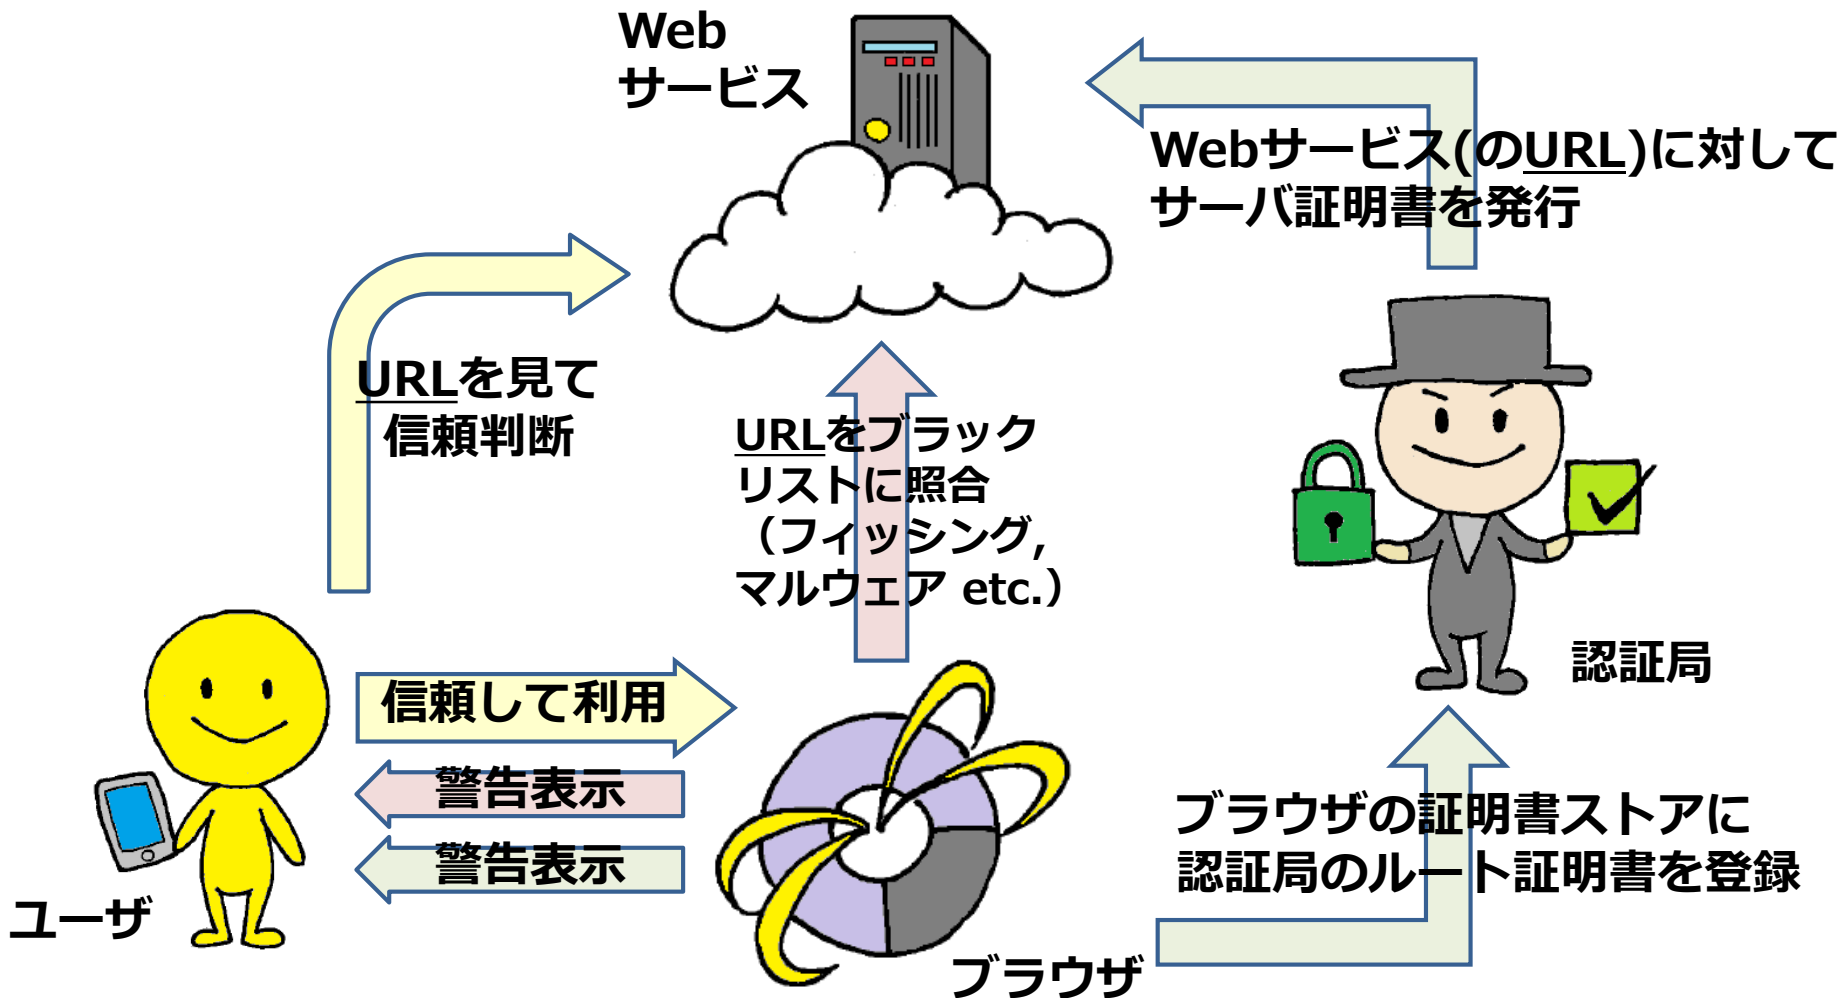 Web
サービス
Webサービス(のURL)に対して
サーバ証明書を発行
URLを見て
信頼判断
URLをブラック
リストに照合
（フィッシング,
マルウェア etc.）
認証局
信頼して利用
警告表示
警告表示
ブラウザの証明書ストアに
認証局のルート証明書を登録
ユーザ
ブラウザ